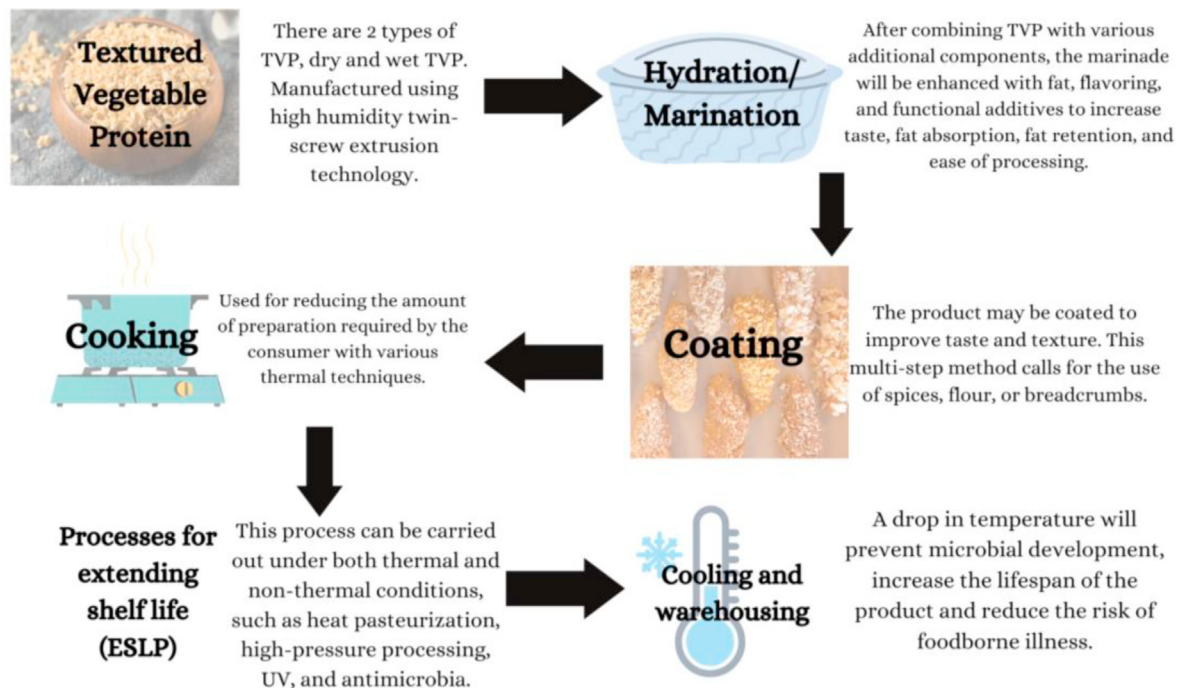 Textured
Vegetable
Protein
There are 2 types of
TVP, dry and wet TVP.
Manufactured using
high humidity twin-
screw extrusion
technology.
Hydration/
Marination
After combining TVP with various
additional components, the marinade
will be enhanced with fat, flavoring,
and functional additives to increase
taste, fat absorption, fat retention, and
ease of processing.
Coating
The product may be coated to
improve taste and texture. This
multi-step method calls for the use
of spices, flour, or breadcrumbs.
Cooking
Used for reducing the amount
of preparation required by the
consumer with various
thermal techniques.
Processes for
extending
shelf life
(ESLP)
This process can be carried
out under both thermal and
non-thermal conditions,
such as heat pasteurization,
high-pressure processing,
UV, and antimicrobia.
Cooling and
warehousing
A drop in temperature will
prevent microbial development,
increase the lifespan of the
product and reduce the risk of
foodborne illness.